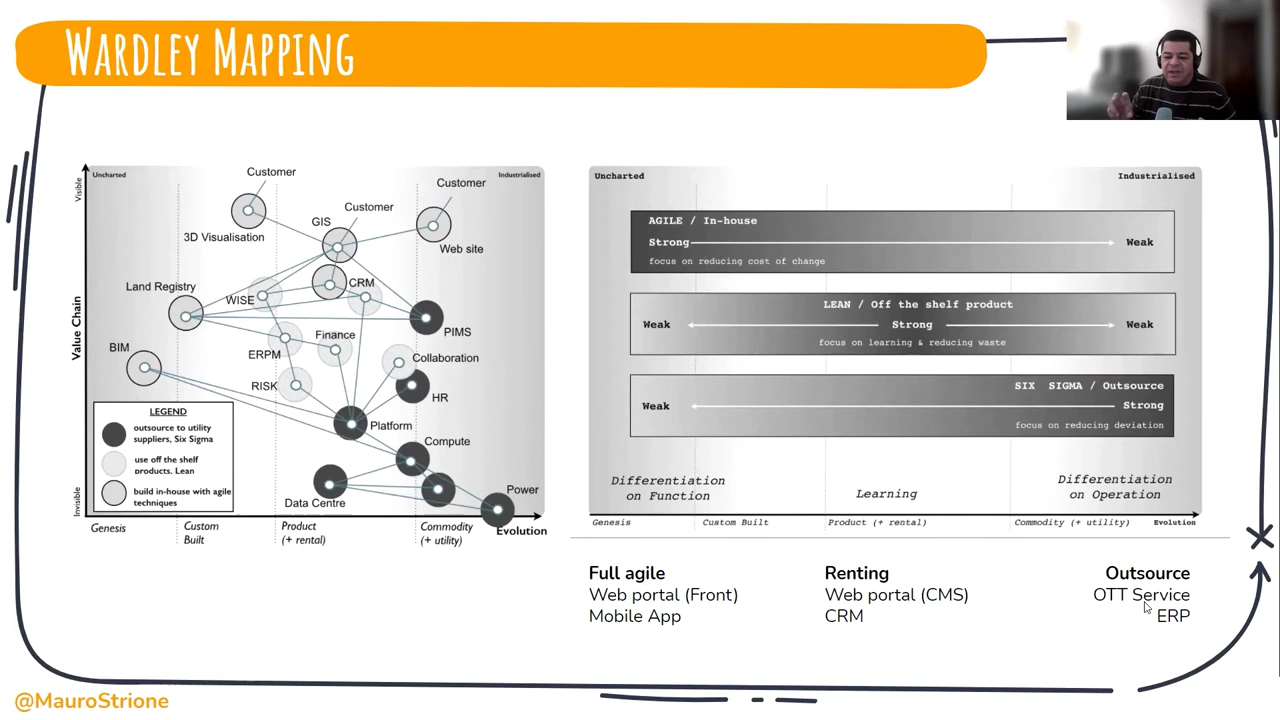 WARDLEY MAPPING
Uncharted
Industrialised
Visible
Value Chain
Invisible
Customer
3D Visualisation
GIS
Customer
Customer
Web site
Land Registry
WISE
CRM
PIMS
BIM
ERPM
Finance
Collaboration
RISK
HR
Platform
Compute
Data Centre
Power
LEGEND
outsource to utility
suppliers, Six Sigma
use off the shelf
products, Lean
build in-house with agile
techniques
Genesis
Custom
Built
Product
(+ rental)
Commodity
(+ utility)
Evolution
Uncharted
Industrialised
AGILE / In-house
Strong
Weak
focus on reducing cost of change
LEAN / Off the shelf product
Weak
Strong
Weak
focus on learning & reducing waste
SIX SIGMA / Outsource
Weak
Strong
focus on reducing deviation
Differentiation
on Function
Learning
Differentiation
on Operation
Genesis
Custom Built
Product (+ rental)
Commodity (+ utility)
Evolution
Full agile
Web portal (Front)
Mobile App
Renting
Web portal (CMS)
CRM
Outsource
OTT Service
ERP
@MauroStrione